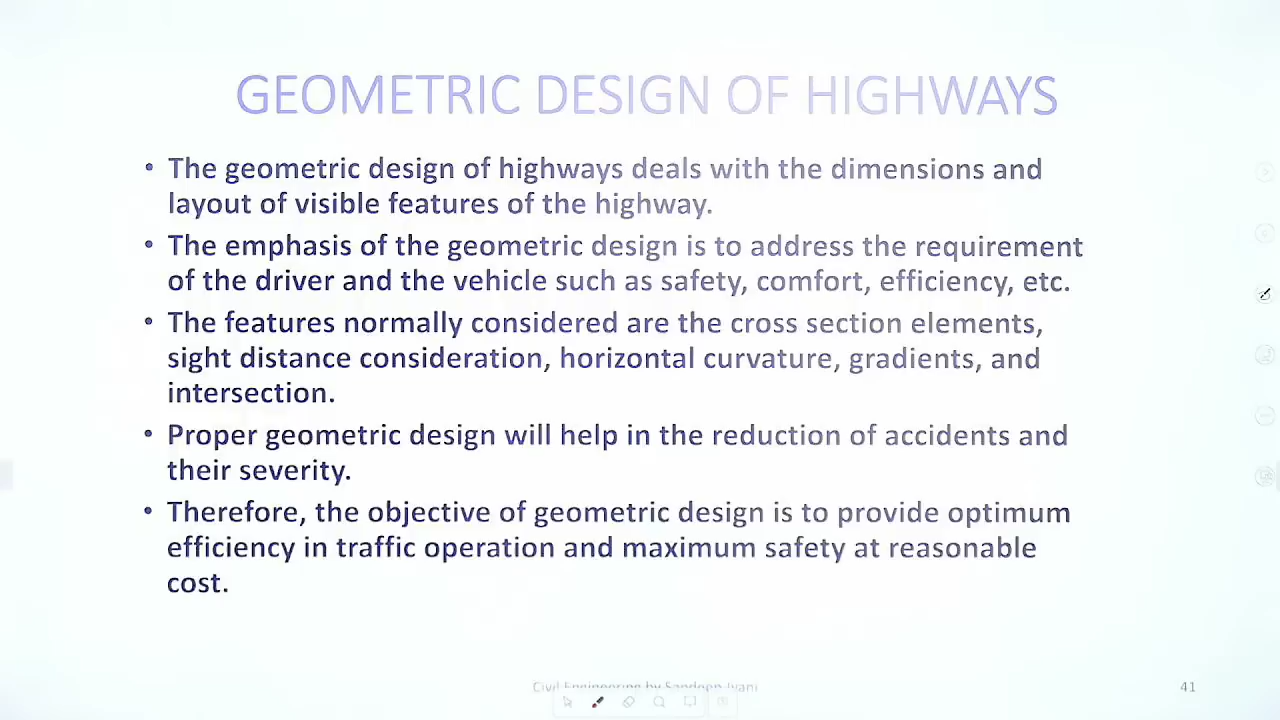 GEOMETRIC DESIGN OF HIGHWAYS
• The geometric design of highways deals with the dimensions and
layout of visible features of the highway.
• The emphasis of the geometric design is to address the requirement
of the driver and the vehicle such as safety, comfort, efficiency, etc.
• The features normally considered are the cross section elements,
sight distance consideration, horizontal curvature, gradients, and
intersection.
• Proper geometric design will help in the reduction of accidents and
their severity.
• Therefore, the objective of geometric design is to provide optimum
efficiency in traffic operation and maximum safety at reasonable
cost.
Civil Engineering by Sandeep Jyani
41